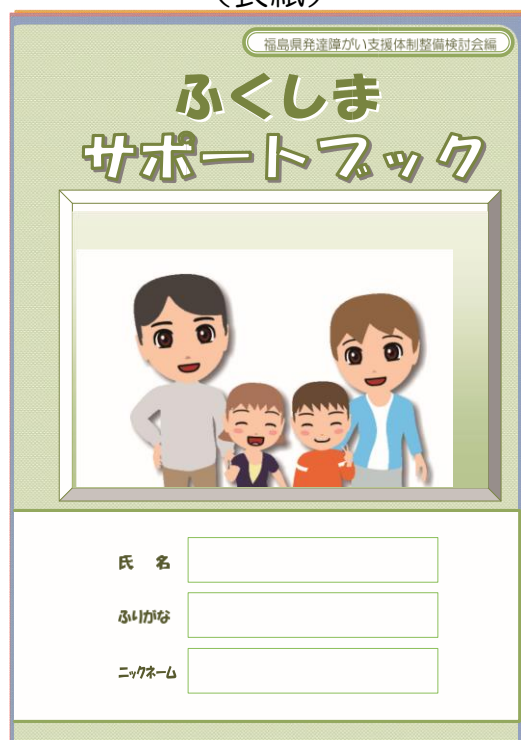 （表紙）
福島県発達障がい支援体制整備検討会編
ふくしま
サポートブック
氏　名
ふりがな
ニックネーム